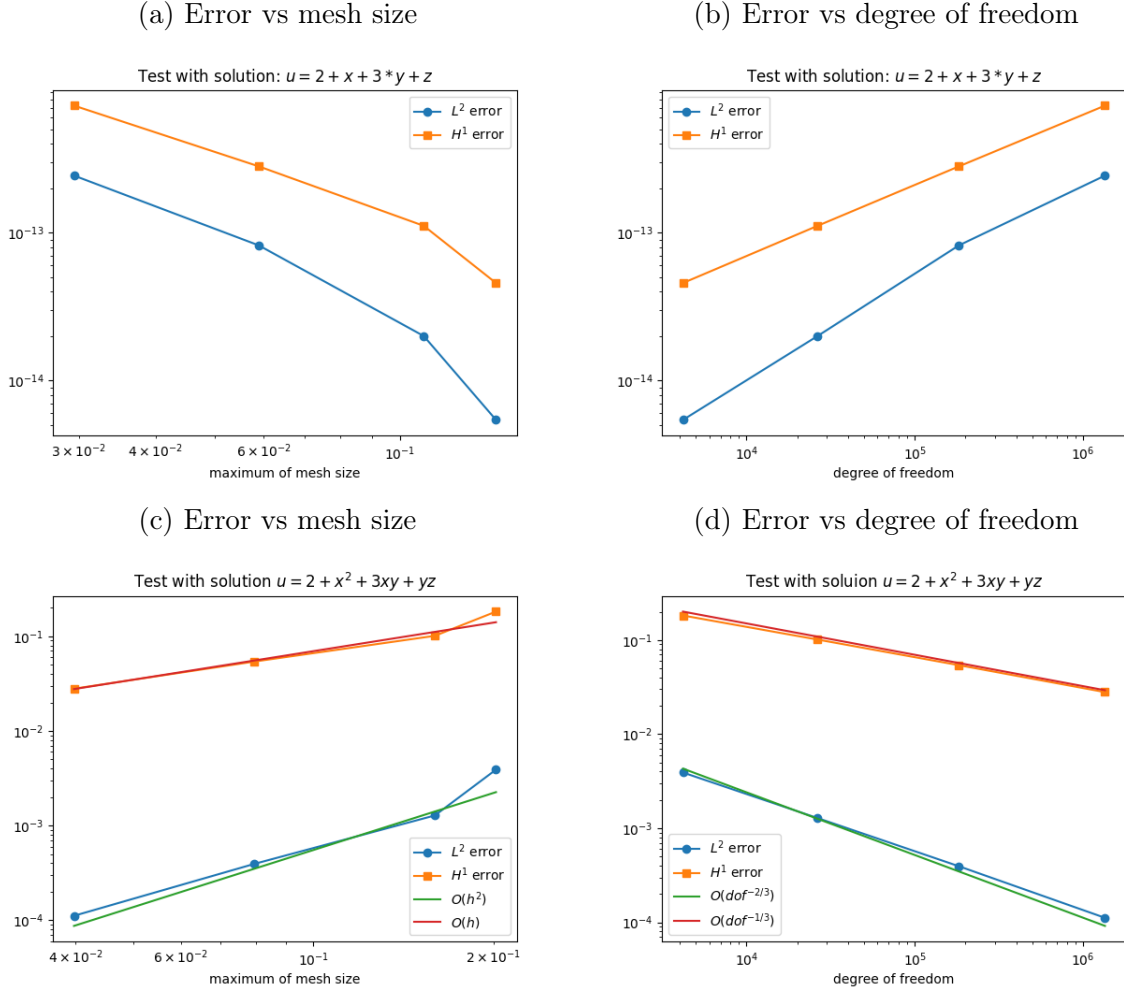 (a) Error vs mesh size
Test with solution: u = 2 + x + 3 * y + z
L² error
H¹ error
10⁻¹³
10⁻¹⁴
3 × 10⁻²
4 × 10⁻²
6 × 10⁻²
10⁻¹
maximum of mesh size
(b) Error vs degree of freedom
Test with solution: u = 2 + x + 3 * y + z
L² error
H¹ error
10⁻¹³
10⁻¹⁴
10⁴
10⁵
10⁶
degree of freedom
(c) Error vs mesh size
Test with solution u = 2 + x² + 3xy + yz
10⁻¹
10⁻²
10⁻³
10⁻⁴
L² error
H¹ error
O(h²)
O(h)
4 × 10⁻²
6 × 10⁻²
10⁻¹
2 × 10⁻¹
maximum of mesh size
(d) Error vs degree of freedom
Test with soluion u = 2 + x² + 3xy + yz
10⁻¹
10⁻²
10⁻³
10⁻⁴
L² error
H¹ error
O(dof⁻²ᐟ³)
O(dof⁻¹ᐟ³)
10⁴
10⁵
10⁶
degree of freedom